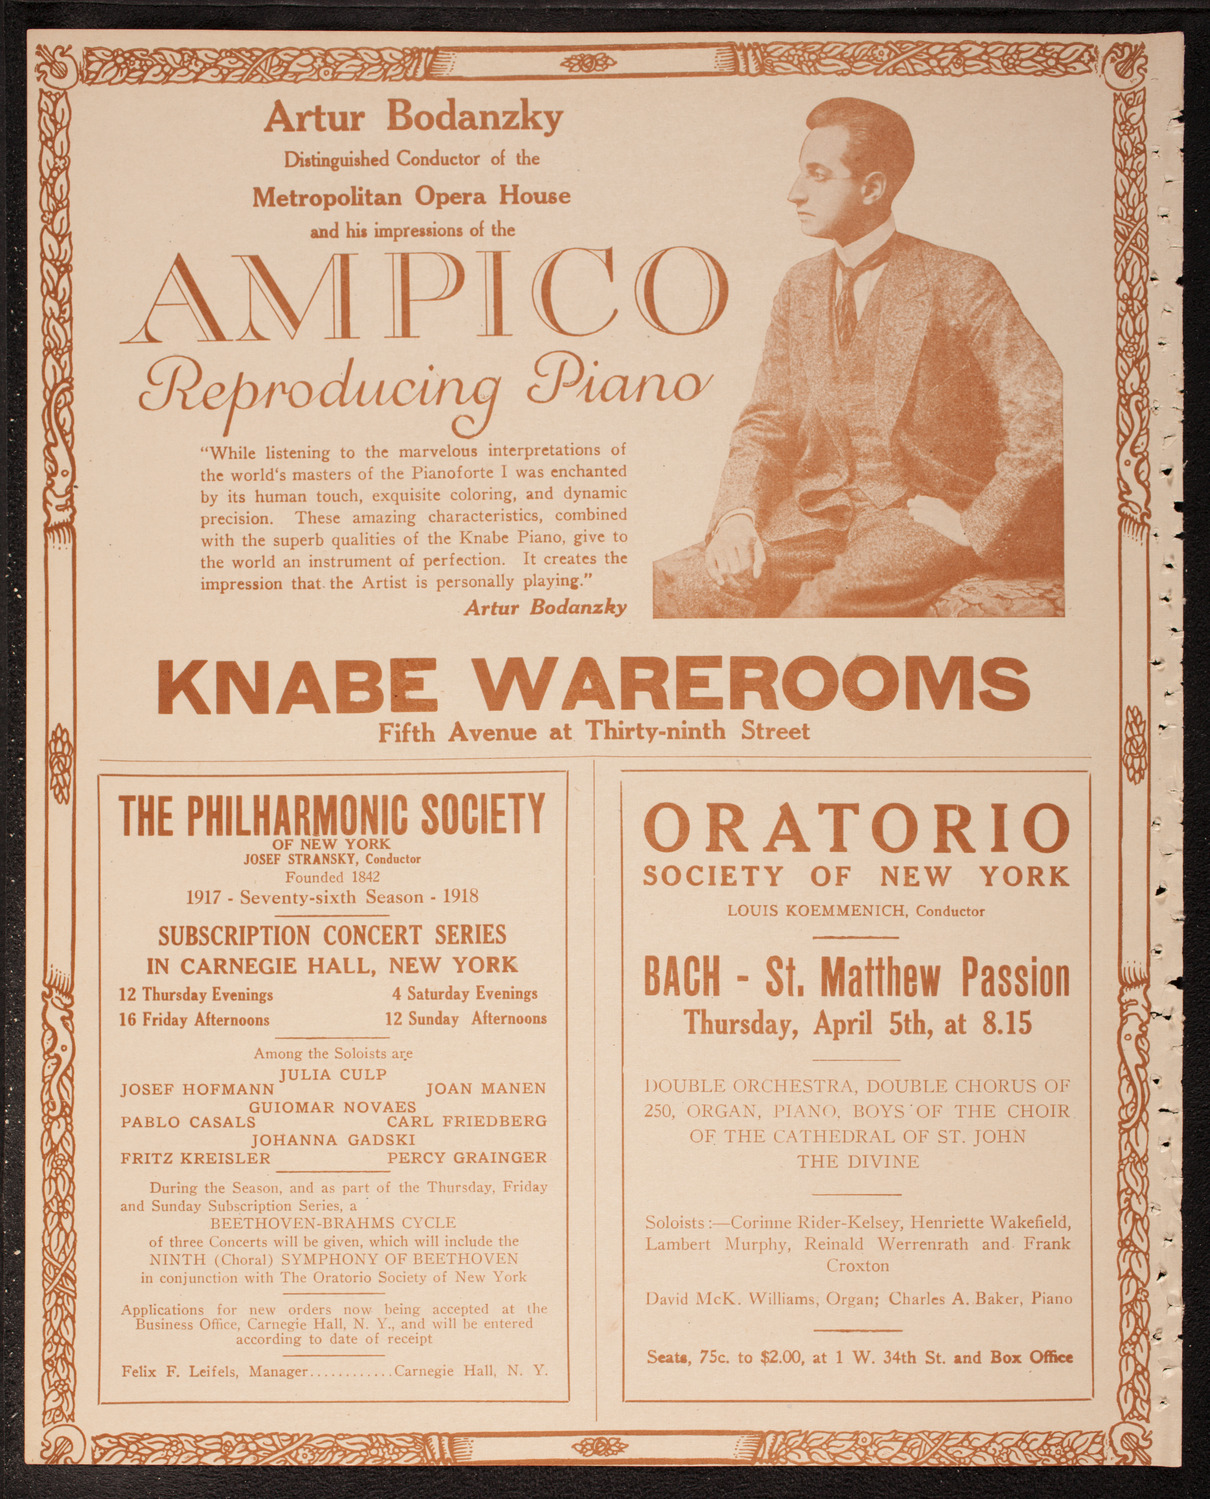 Artur Bodanzky
Distinguished Conductor of the
Metropolitan Opera House
and his impressions of the
AMPICO
Reproducing Piano
“While listening to the marvelous interpretations of
the world‘s masters of the Pianoforte I was enchanted
by its human touch, exquisite coloring, and dynamic
precision. These amazing characteristics, combined
with the superb qualities of the Knabe Piano, give to
the world an instrument of perfection. It creates the
impression that the Artist is personally playing.”
Artur Bodanzky
KNABE WAREROOMS
Fifth Avenue at Thirty-ninth Street
THE PHILHARMONIC SOCIETY
OF NEW YORK
JOSEF STRANSKY, Conductor
Founded 1842
1917 - Seventy-sixth Season - 1918
SUBSCRIPTION CONCERT SERIES
IN CARNEGIE HALL, NEW YORK
12 Thursday Evenings 4 Saturday Evenings
16 Friday Afternoons 12 Sunday Afternoons
Among the Soloists are
JULIA CULP
JOSEF HOFMANN JOAN MANEN
GUIOMAR NOVAES
PABLO CASALS CARL FRIEDBERG
JOHANNA GADSKI
FRITZ KREISLER PERCY GRAINGER
During the Season, and as part of the Thursday, Friday
and Sunday Subscription Series, a
BEETHOVEN-BRAHMS CYCLE
of three Concerts will be given, which will include the
NINTH (Choral) SYMPHONY OF BEETHOVEN
in conjunction with The Oratorio Society of New York
Applications for new orders now being accepted at the
Business Office, Carnegie Hall, N. Y., and will be entered
according to date of receipt
Felix F. Leifels, Manager............Carnegie Hall, N. Y.
ORATORIO
SOCIETY OF NEW YORK
LOUIS KOEMMENICH, Conductor
BACH - St. Matthew Passion
Thursday, April 5th, at 8.15
DOUBLE ORCHESTRA, DOUBLE CHORUS OF
250, ORGAN, PIANO, BOYS OF THE CHOIR
OF THE CATHEDRAL OF ST. JOHN
THE DIVINE
Soloists:—Corinne Rider-Kelsey, Henriette Wakefield,
Lambert Murphy, Reinald Werrenrath and Frank
Croxton
David McK. Williams, Organ; Charles A. Baker, Piano
Seats, 75c. to $2.00, at 1 W. 34th St. and Box Office